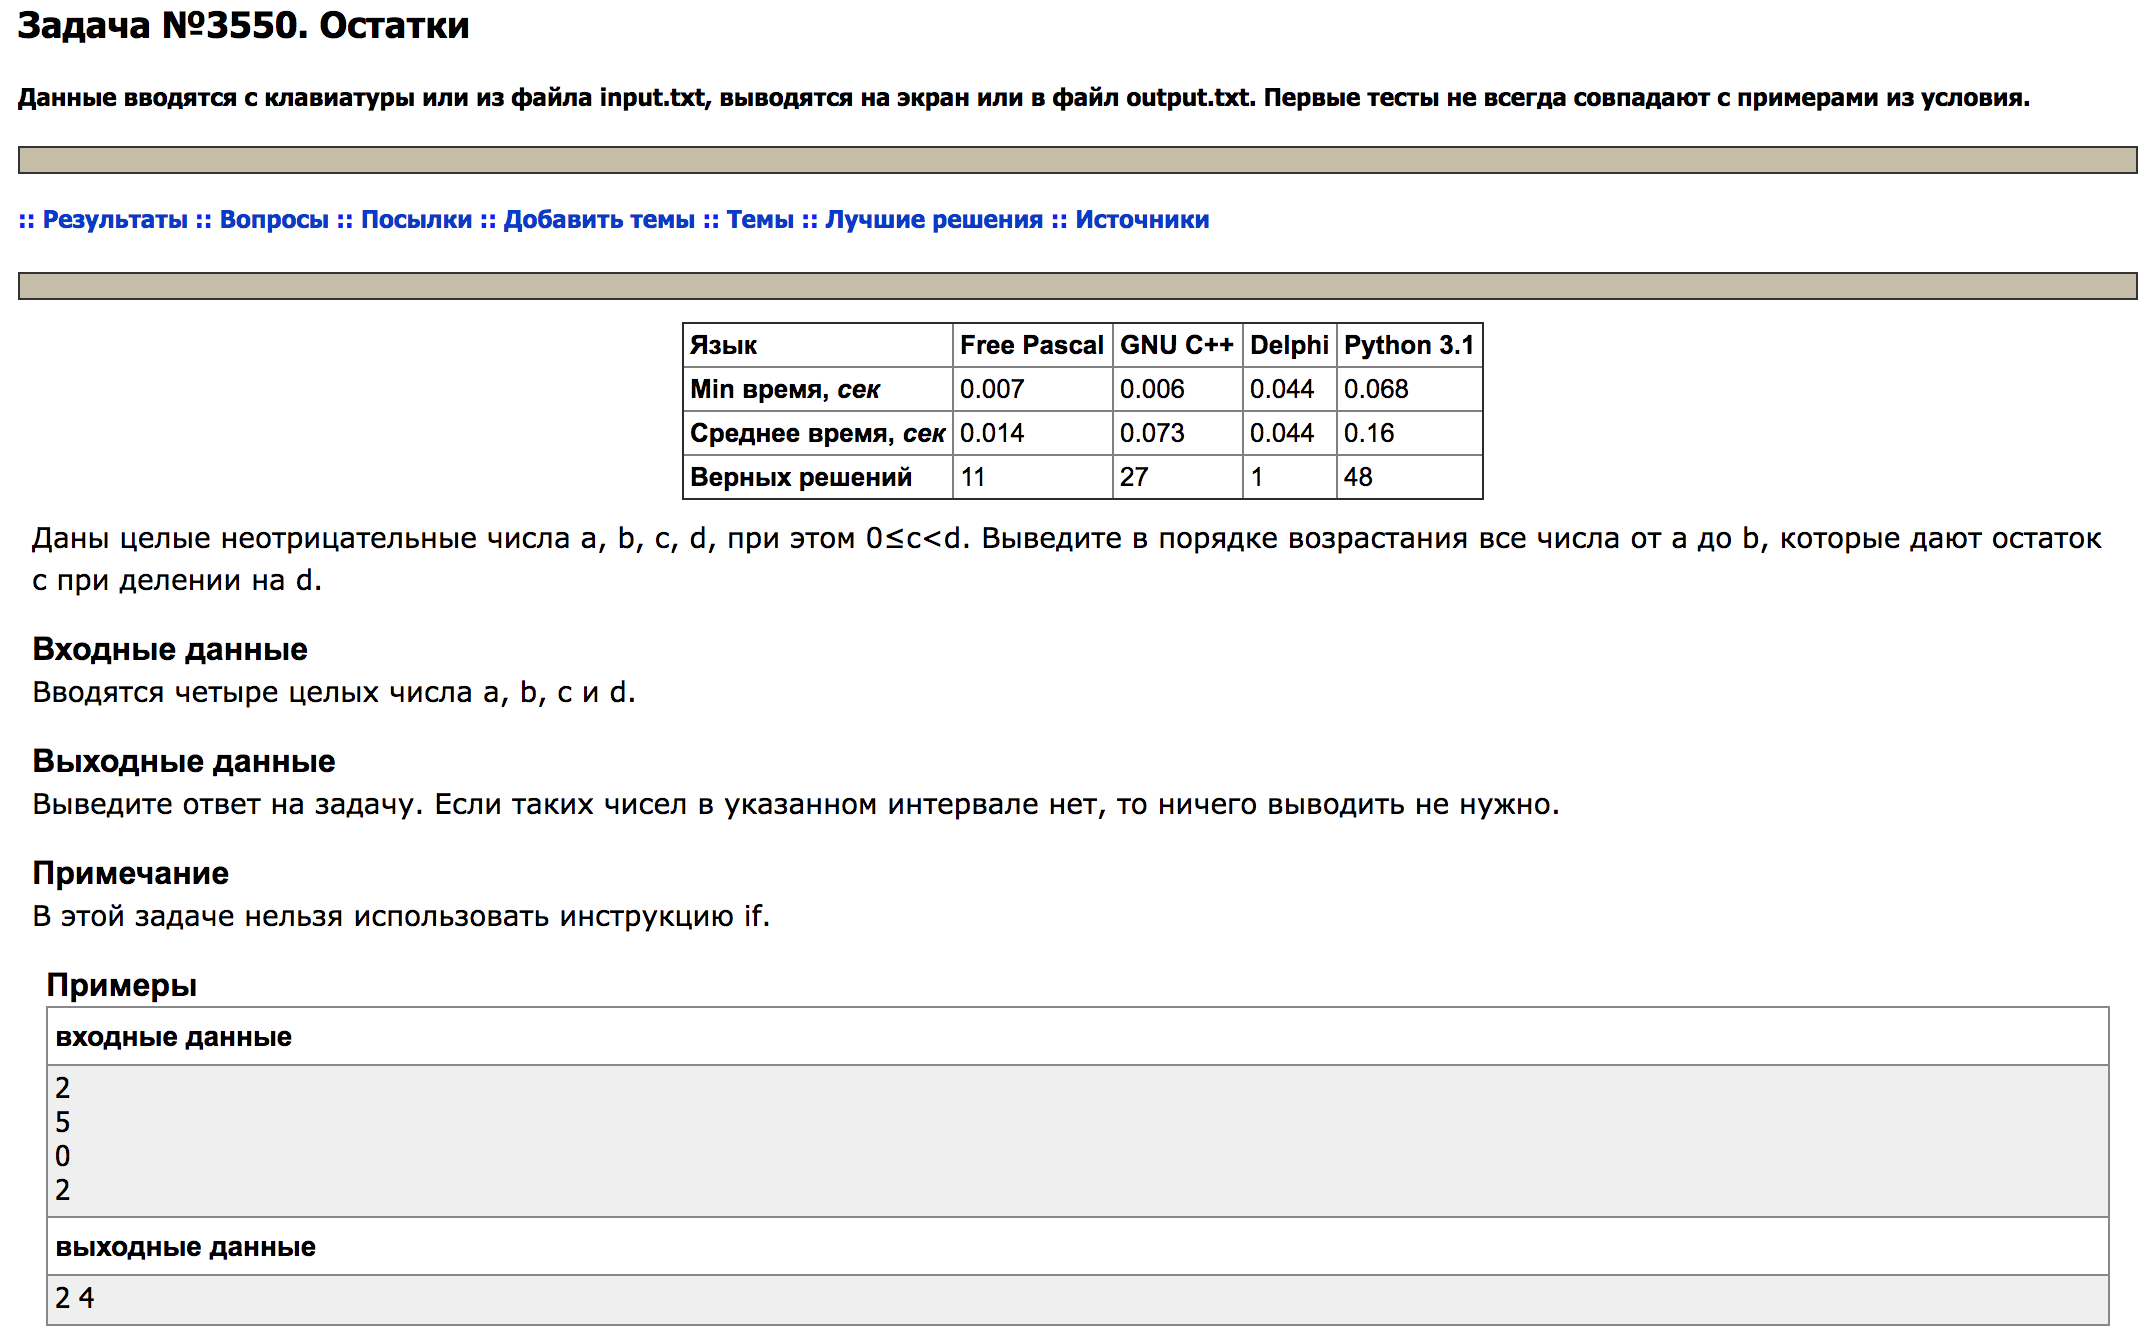 Задача №3550. Остатки
Данные вводятся с клавиатуры или из файла input.txt, выводятся на экран или в файл output.txt. Первые тесты не всегда совпадают с примерами из условия.
:: Результаты :: Вопросы :: Посылки :: Добавить темы :: Темы :: Лучшие решения :: Источники
Язык Free Pascal GNU C++ Delphi Python 3.1
Min время, сек 0.007 0.006 0.044 0.068
Среднее время, сек 0.014 0.073 0.044 0.16
Верных решений 11 27 1 48
Даны целые неотрицательные числа a, b, c, d, при этом 0≤c<d. Выведите в порядке возрастания все числа от a до b, которые дают остаток
c при делении на d.
Входные данные
Вводятся четыре целых числа a, b, c и d.
Выходные данные
Выведите ответ на задачу. Если таких чисел в указанном интервале нет, то ничего выводить не нужно.
Примечание
В этой задаче нельзя использовать инструкцию if.
Примеры
входные данные
2
5
0
2
выходные данные
2 4